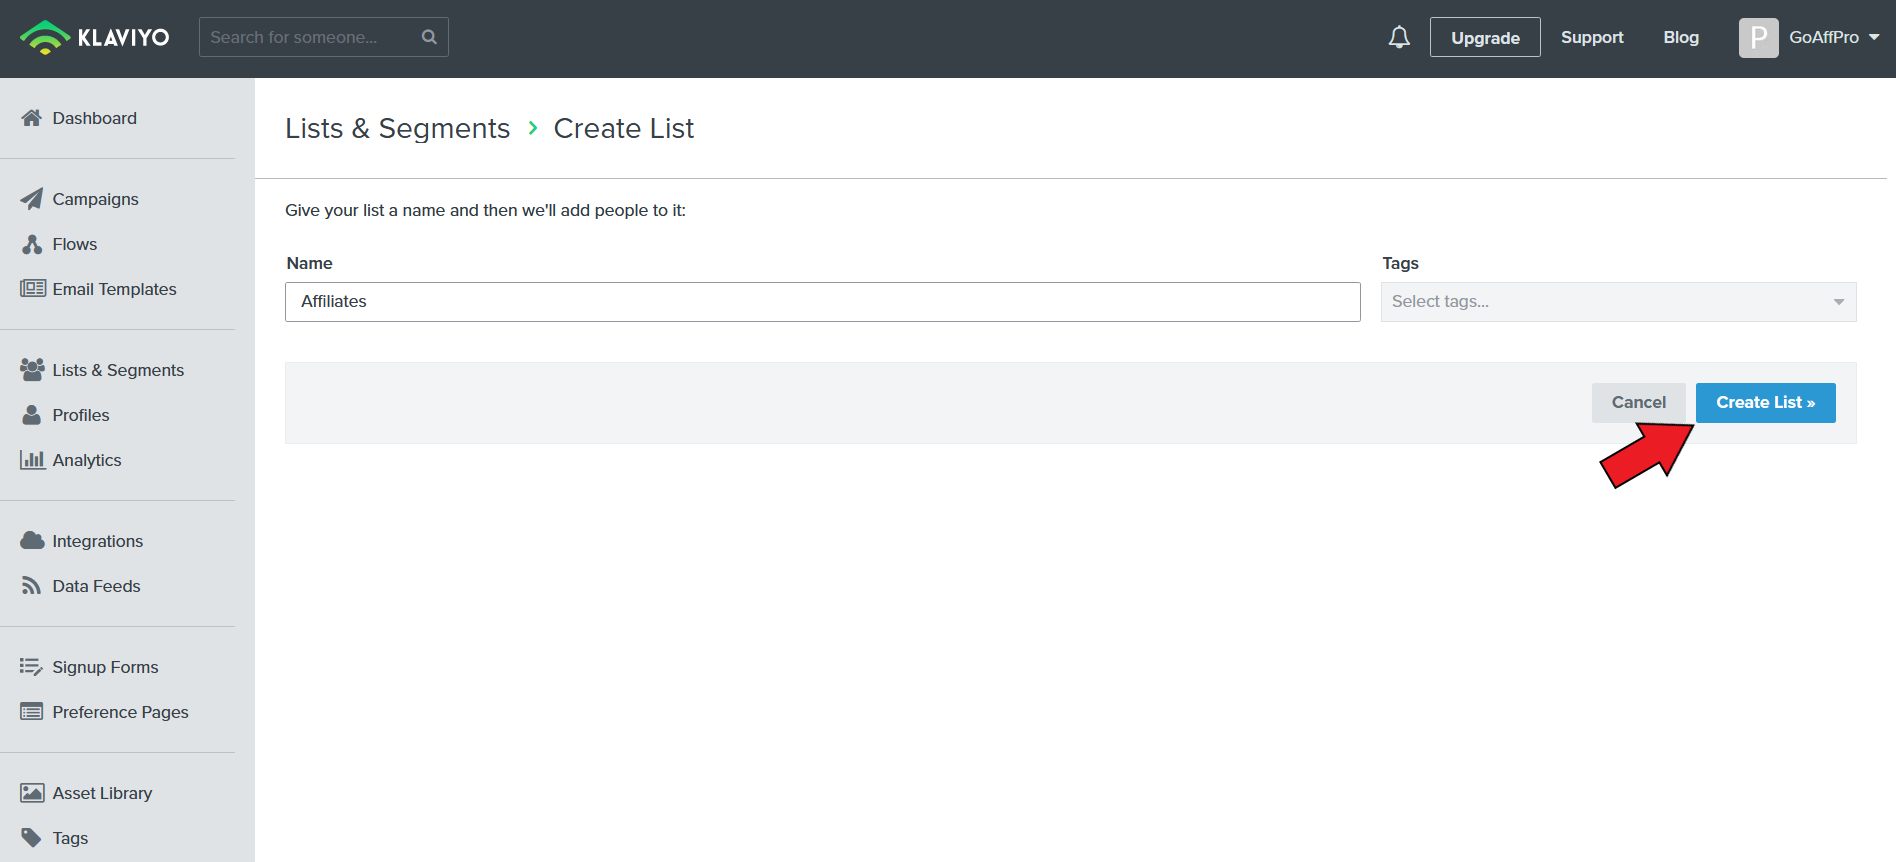 KLAVIYO
Search for someone...
Upgrade
Support
Blog
P
GoAffPro
Dashboard
Campaigns
Flows
Email Templates
Lists & Segments
Profiles
Analytics
Integrations
Data Feeds
Signup Forms
Preference Pages
Asset Library
Tags
Lists & Segments > Create List
Give your list a name and then we'll add people to it:
Name
Affiliates
Tags
Select tags...
Cancel
Create List »